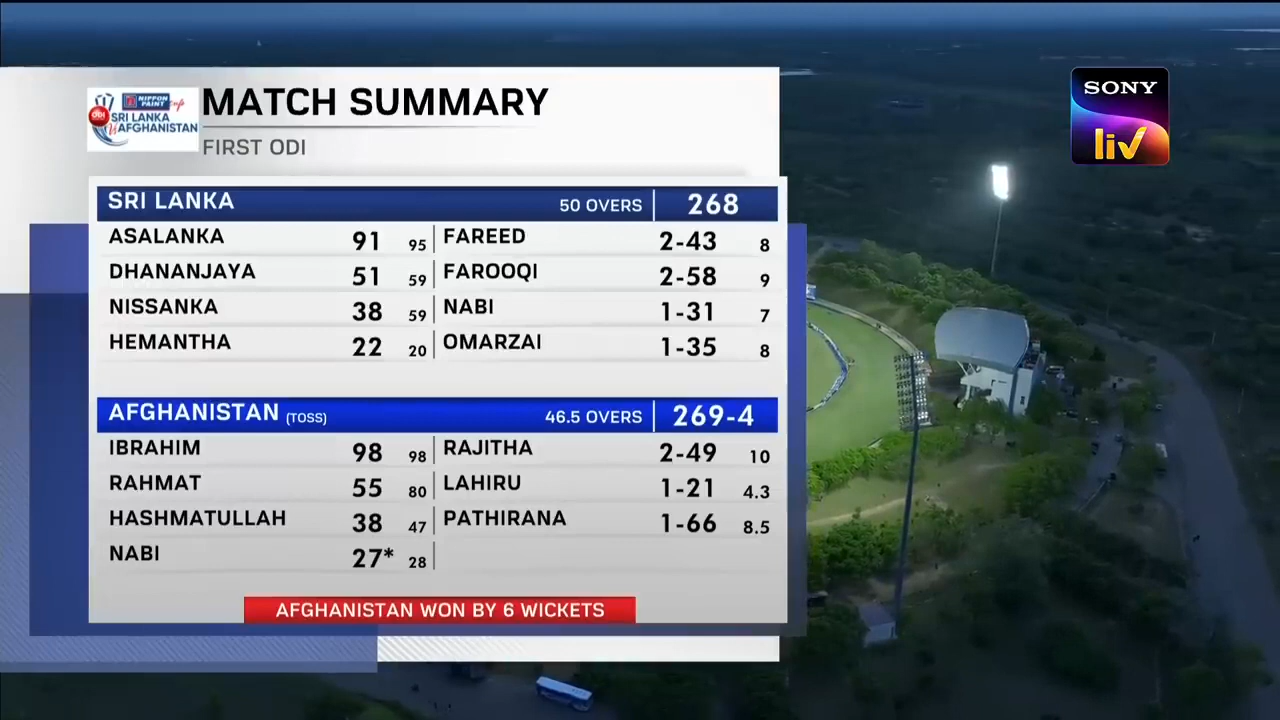 MATCH SUMMARY
FIRST ODI
NIPPON PAINT Cup
ODI
SRI LANKA
V AFGHANISTAN
SONY
liv
SRI LANKA 50 OVERS 268
ASALANKA 91 95 FAREED 2-43 8
DHANANJAYA 51 59 FAROOQI 2-58 9
NISSANKA 38 59 NABI 1-31 7
HEMANTHA 22 20 OMARZAI 1-35 8
AFGHANISTAN (TOSS) 46.5 OVERS 269-4
IBRAHIM 98 98 RAJITHA 2-49 10
RAHMAT 55 80 LAHIRU 1-21 4.3
HASHMATULLAH 38 47 PATHIRANA 1-66 8.5
NABI 27* 28
AFGHANISTAN WON BY 6 WICKETS